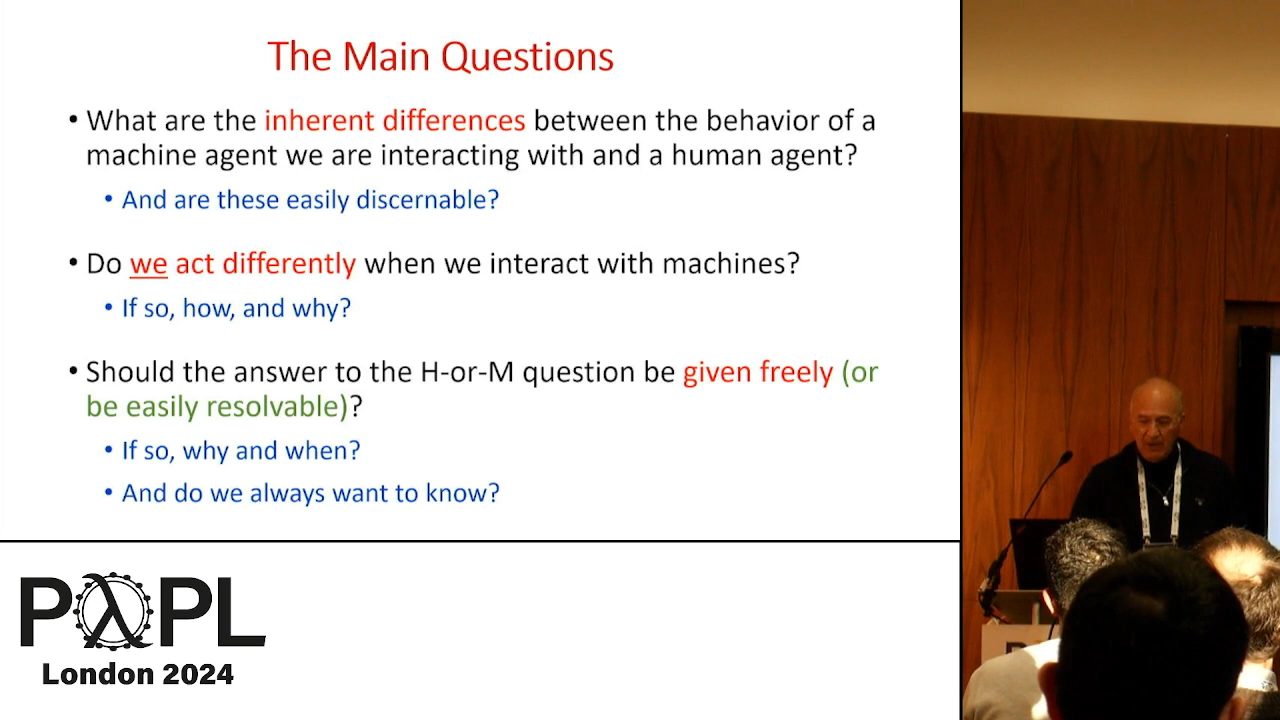 The Main Questions
• What are the inherent differences between the behavior of a
machine agent we are interacting with and a human agent?
• And are these easily discernable?
• Do we act differently when we interact with machines?
• If so, how, and why?
• Should the answer to the H-or-M question be given freely (or
be easily resolvable)?
• If so, why and when?
• And do we always want to know?
PλPL
London 2024